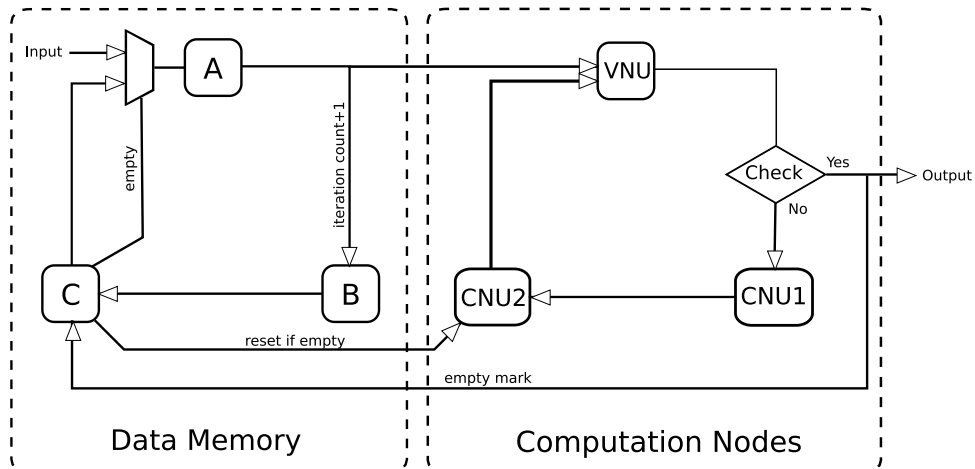 Input
A
empty
iteration count+1
C
B
reset if empty
empty mark
Data Memory
VNU
Check
Yes
No
Output
CNU2
CNU1
Computation Nodes